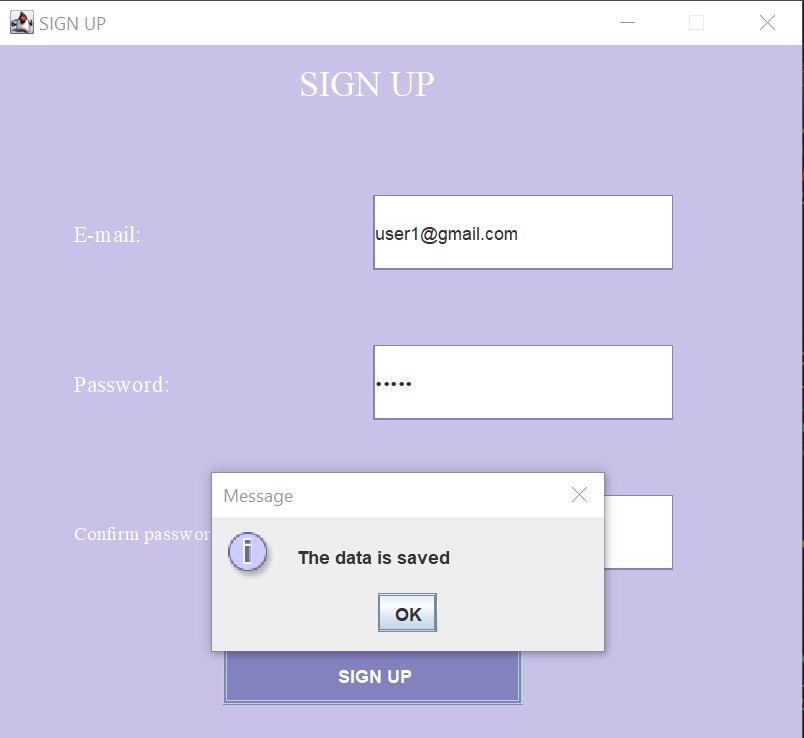 SIGN UP
SIGN UP
E-mail:
user1@gmail.com
Password:
•••••
Confirm passwor
Message
The data is saved
OK
SIGN UP